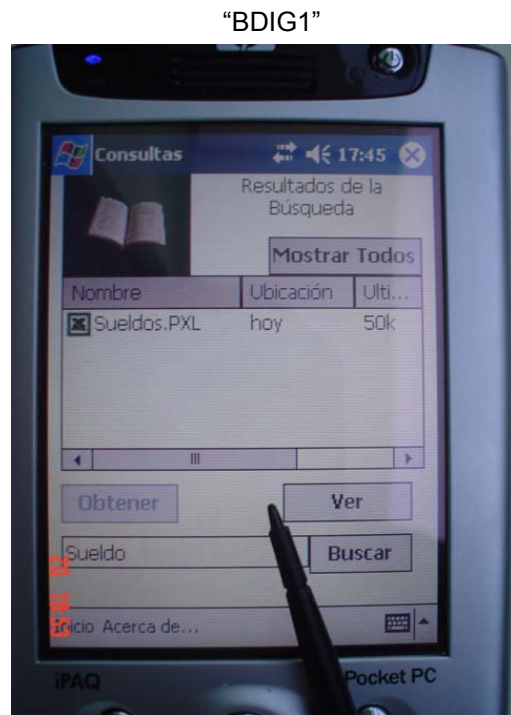 “BDIG1”
Consultas 17:45
Resultados de la
Búsqueda
Mostrar Todos
Nombre Ubicación Ulti...
Sueldos.PXL hoy 50k
Obtener Ver
Sueldo Buscar
Acerca de...
iPAQ Pocket PC